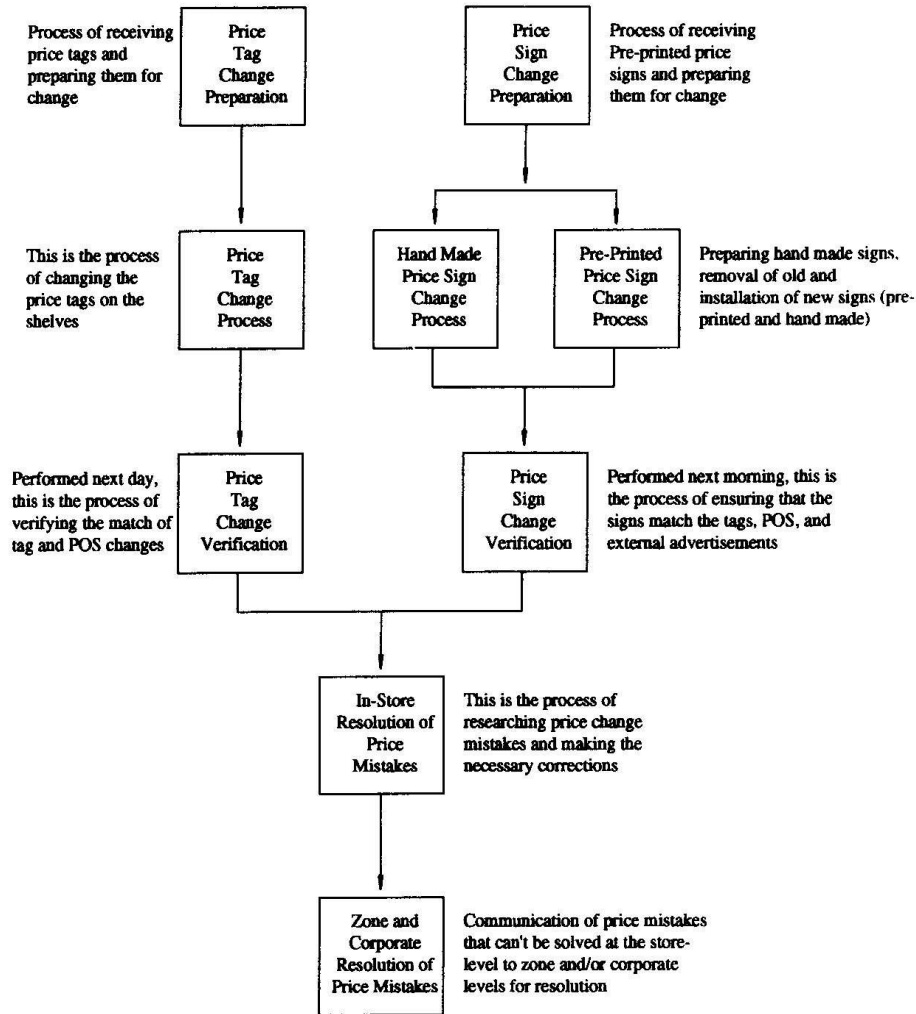 Process of receiving
price tags and
preparing them for
change
Price
Tag
Change
Preparation
Price
Sign
Change
Preparation
Process of receiving
Pre-printed price
signs and preparing
them for change
This is the process
of changing the
price tags on the
shelves
Price
Tag
Change
Process
Hand Made
Price Sign
Change
Process
Pre-Printed
Price Sign
Change
Process
Preparing hand made signs,
removal of old and
installation of new signs (pre-
printed and hand made)
Performed next day,
this is the process of
verifying the match of
tag and POS changes
Price
Tag
Change
Verification
Price
Sign
Change
Verification
Performed next morning, this is
the process of ensuring that the
signs match the tags, POS, and
external advertisements
In-Store
Resolution of
Price
Mistakes
This is the process of
researching price change
mistakes and making the
necessary corrections
Zone and
Corporate
Resolution of
Price Mistakes
Communication of price mistakes
that can't be solved at the store-
level to zone and/or corporate
levels for resolution